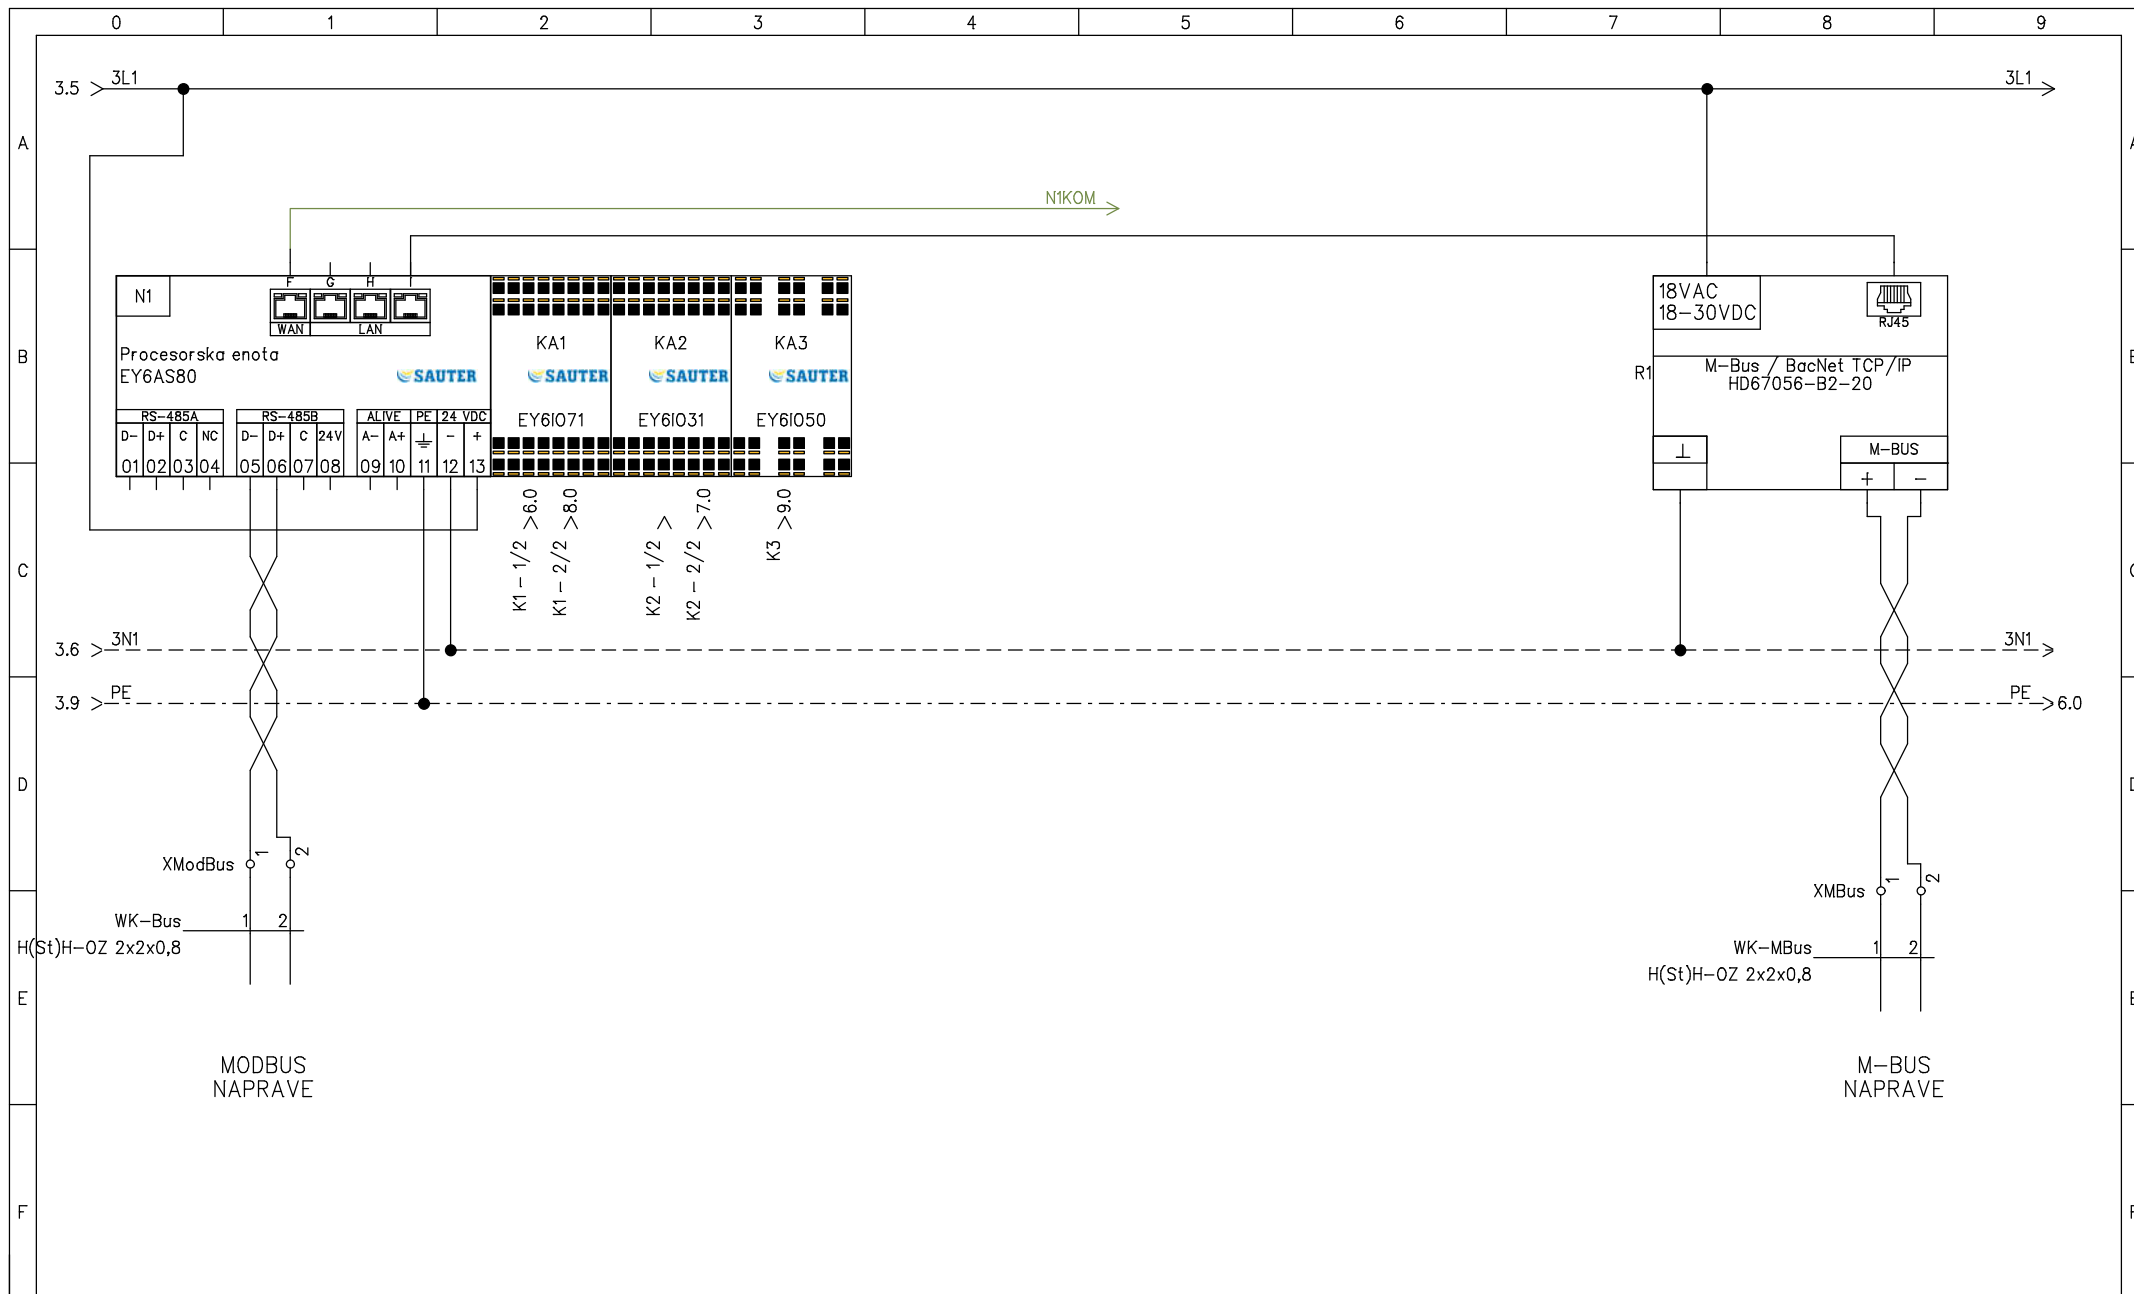 0 1 2 3 4 5 6 7 8 9
3.5 3L1 3L1
A
N1KOM
N1 F G H I
WAN LAN
18VAC
18-30VDC
RJ45
B
KA1 KA2 KA3
Procesorska enota
EY6AS80
SAUTER SAUTER SAUTER SAUTER
R1
M-Bus / BacNet TCP/IP
HD67056-B2-20
EY6IO71 EY6IO31 EY6IO50
RS-485A RS-485B ALIVE PE 24 VDC
D- D+ C NC D- D+ C 24V A- A+ - +
01 02 03 04 05 06 07 08 09 10 11 12 13
M-BUS
+ -
K1 - 1/2 >6.0
K1 - 2/2 >8.0
K2 - 1/2 >
K2 - 2/2 >7.0
K3 >9.0
C
3.6 3N1 3N1
3.9 PE PE 6.0
D
XModBus 1 2
XMBus 1 2
WK-Bus 1 2
H(St)H-OZ 2x2x0,8
WK-MBus 1 2
H(St)H-OZ 2x2x0,8
E
MODBUS
NAPRAVE
M-BUS
NAPRAVE
F